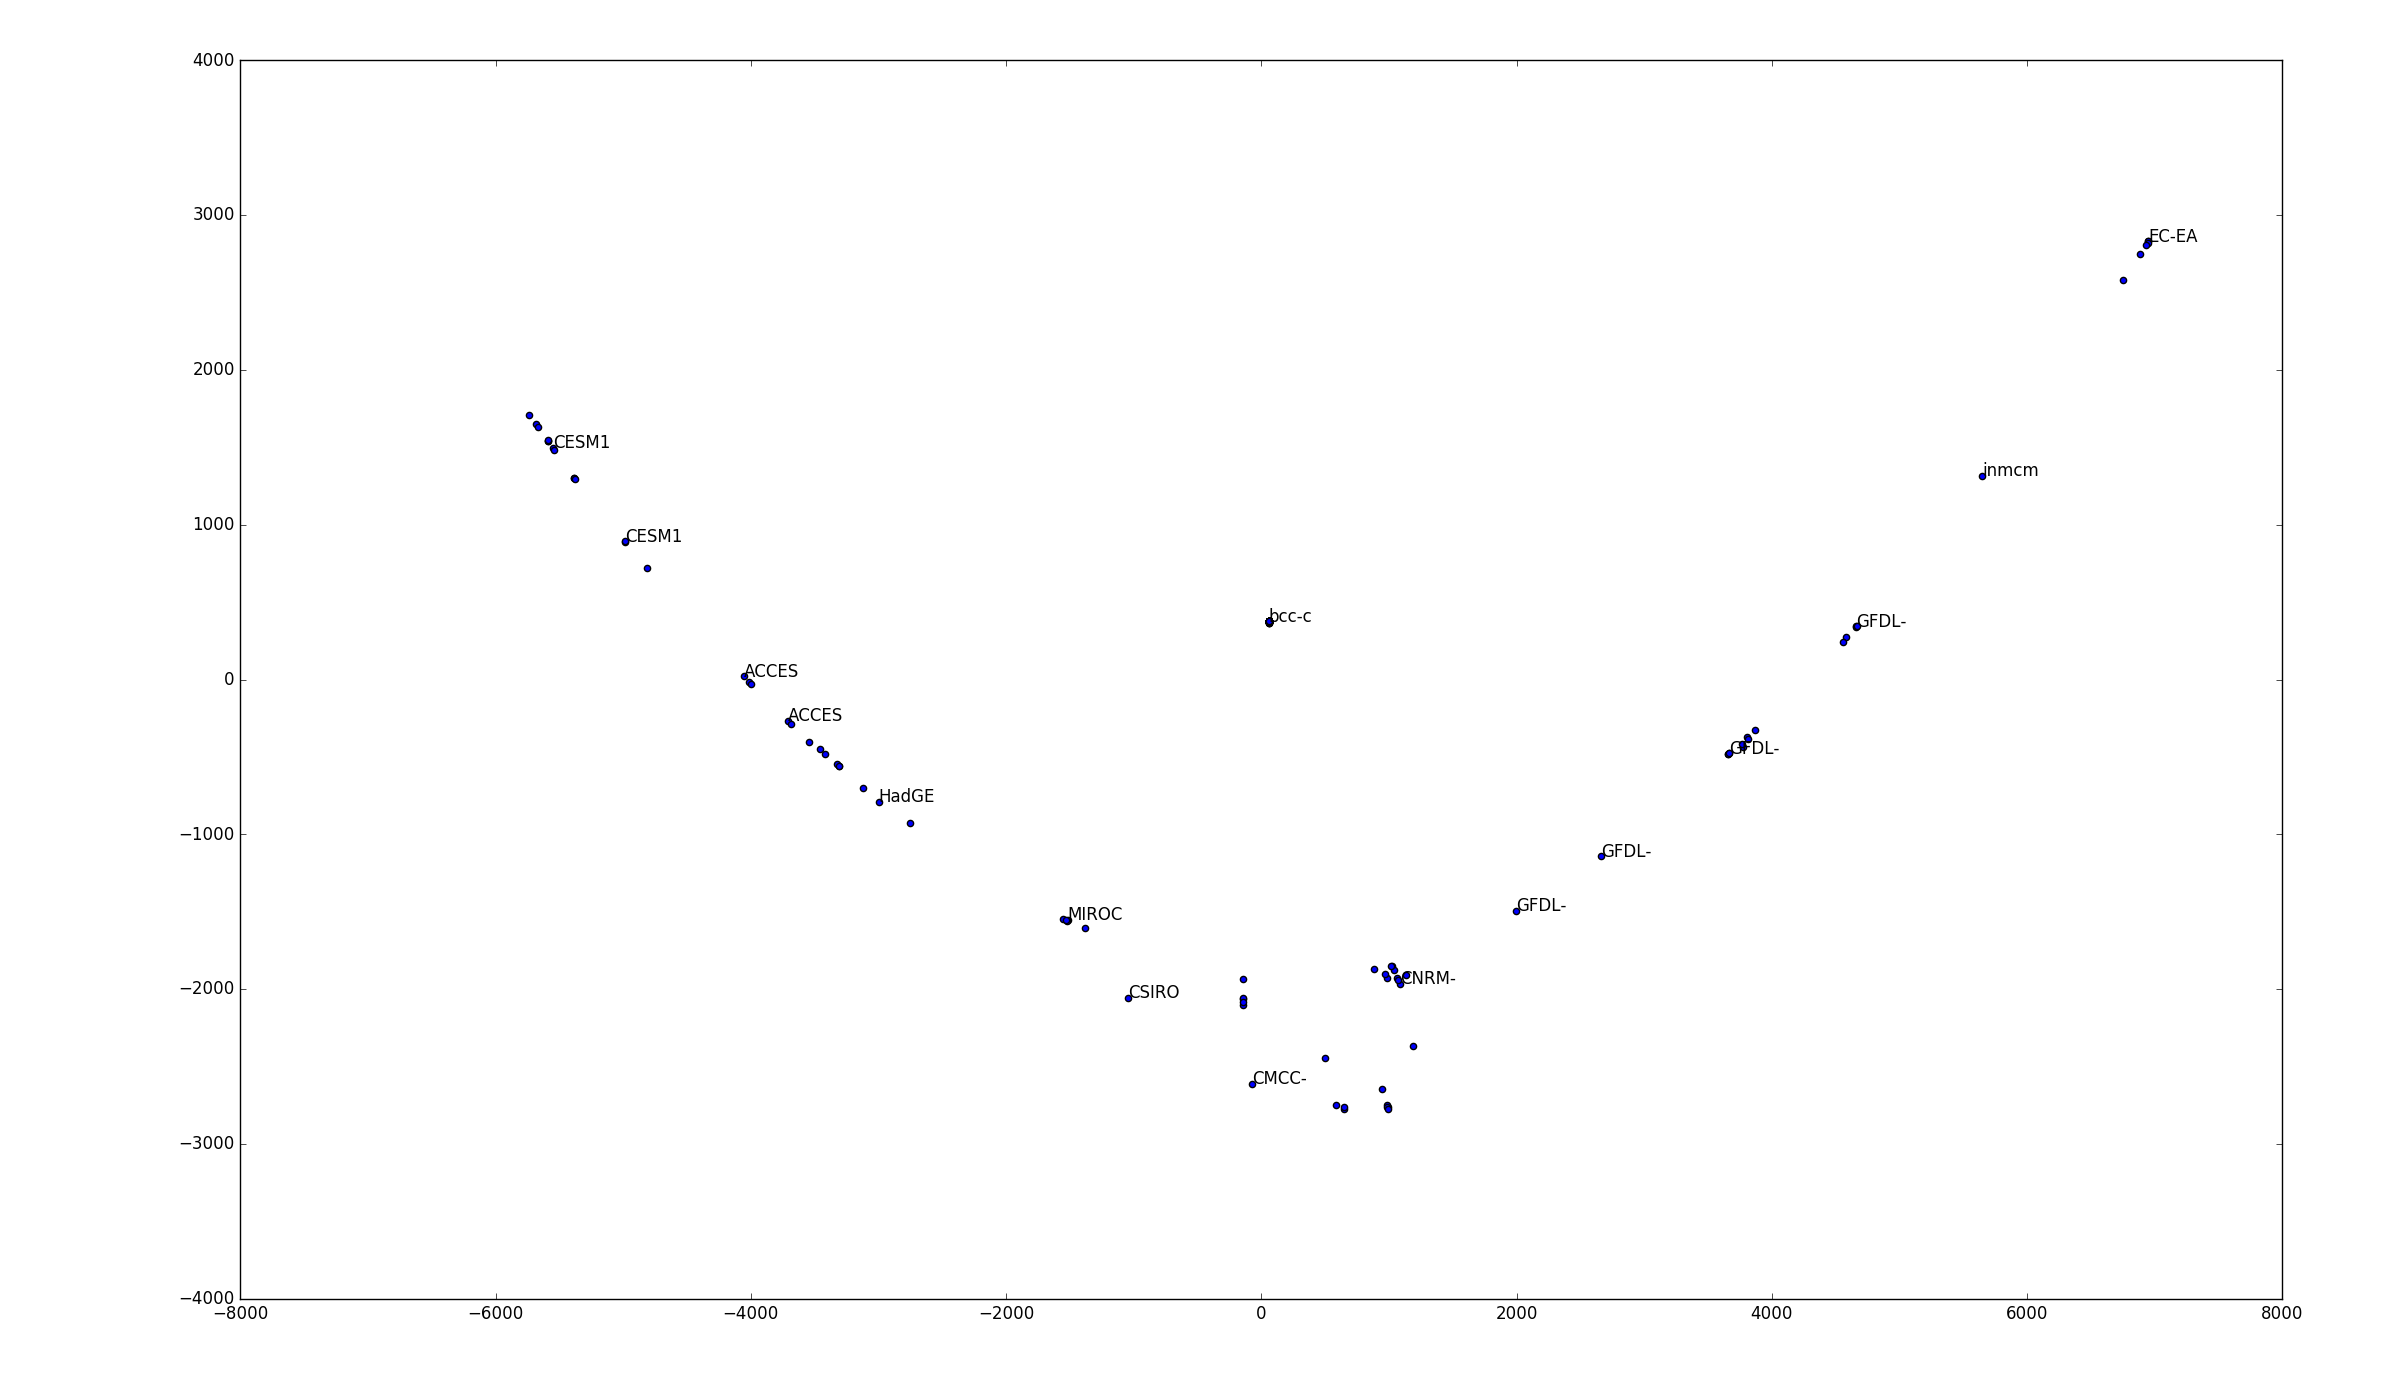 4000
3000
EC-EA
2000
CESM1
inmcm
1000
CESM1
bcc-c
GFDL-
ACCES
0
ACCES
GFDL-
HadGE
−1000
GFDL-
GFDL-
MIROC
CNRM-
−2000
CSIRO
CMCC-
−3000
−4000
−8000 −6000 −4000 −2000 0 2000 4000 6000 8000